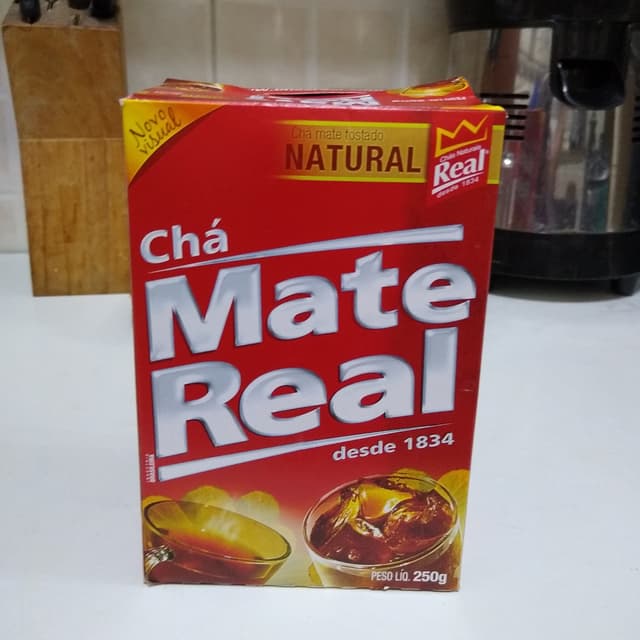 Novo
visual
Chá mate tostado
NATURAL
Chás Naturais
Real
desde 1834
Chá
Mate
Real
desde 1834
PESO LÍQ. 250g